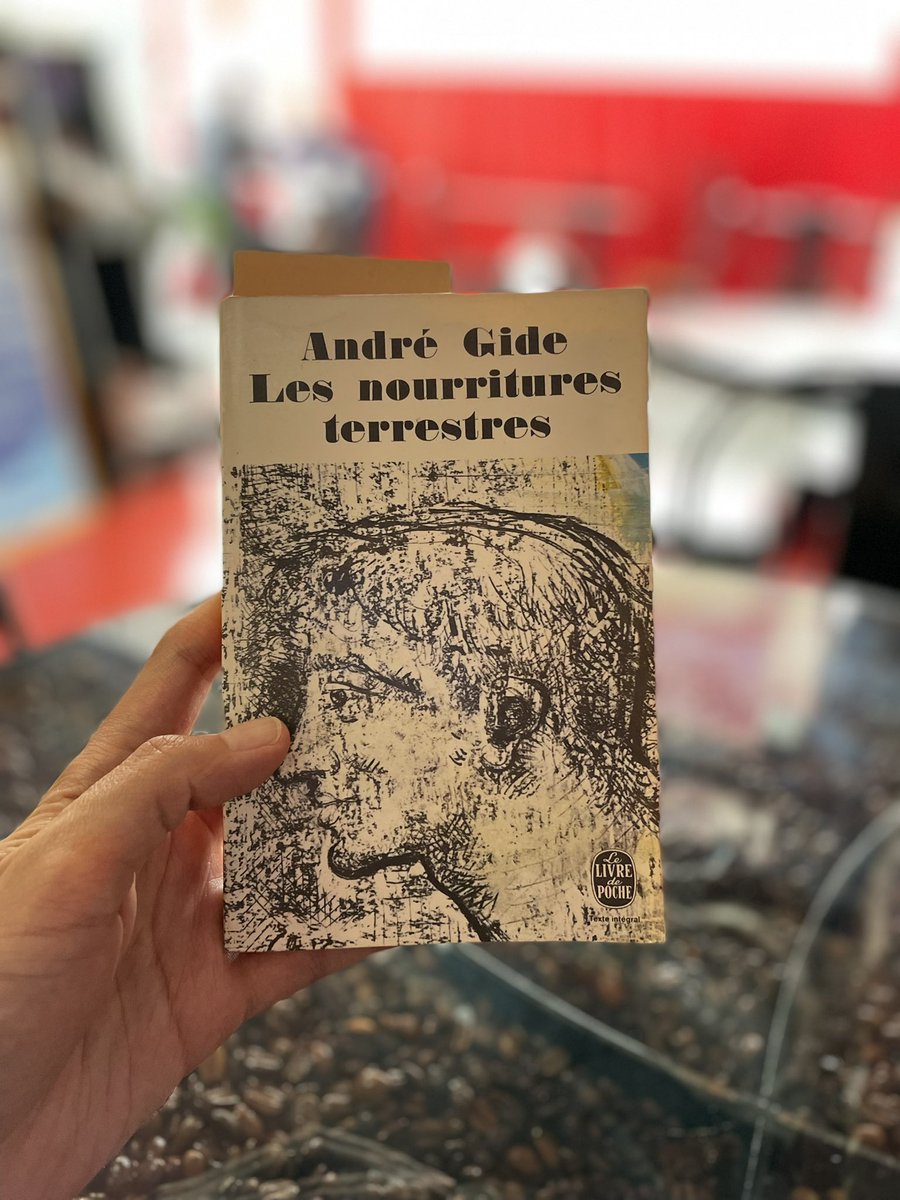 André Gide
Les nourritures
terrestres
Le
LIVRE
de
POCHE
Texte intégral